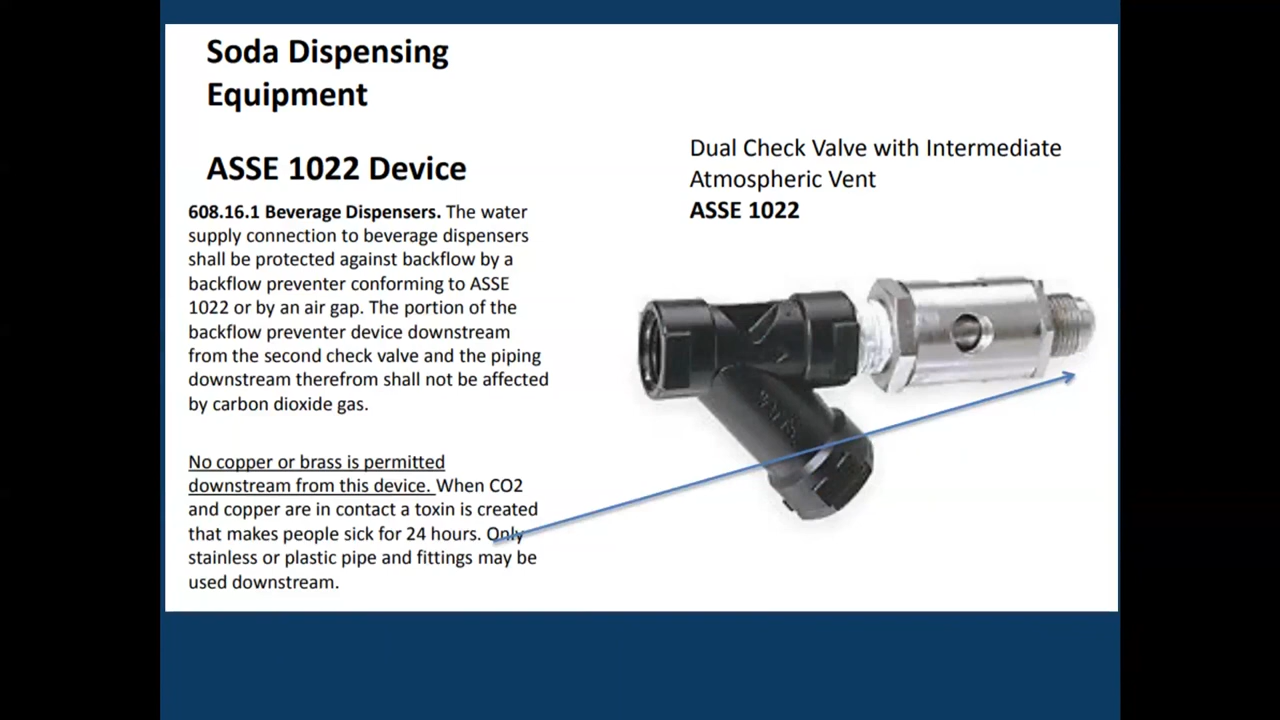 Soda Dispensing
Equipment
ASSE 1022 Device
608.16.1 Beverage Dispensers. The water
supply connection to beverage dispensers
shall be protected against backflow by a
backflow preventer conforming to ASSE
1022 or by an air gap. The portion of the
backflow preventer device downstream
from the second check valve and the piping
downstream therefrom shall not be affected
by carbon dioxide gas.
No copper or brass is permitted
downstream from this device. When CO2
and copper are in contact a toxin is created
that makes people sick for 24 hours. Only
stainless or plastic pipe and fittings may be
used downstream.
Dual Check Valve with Intermediate
Atmospheric Vent
ASSE 1022